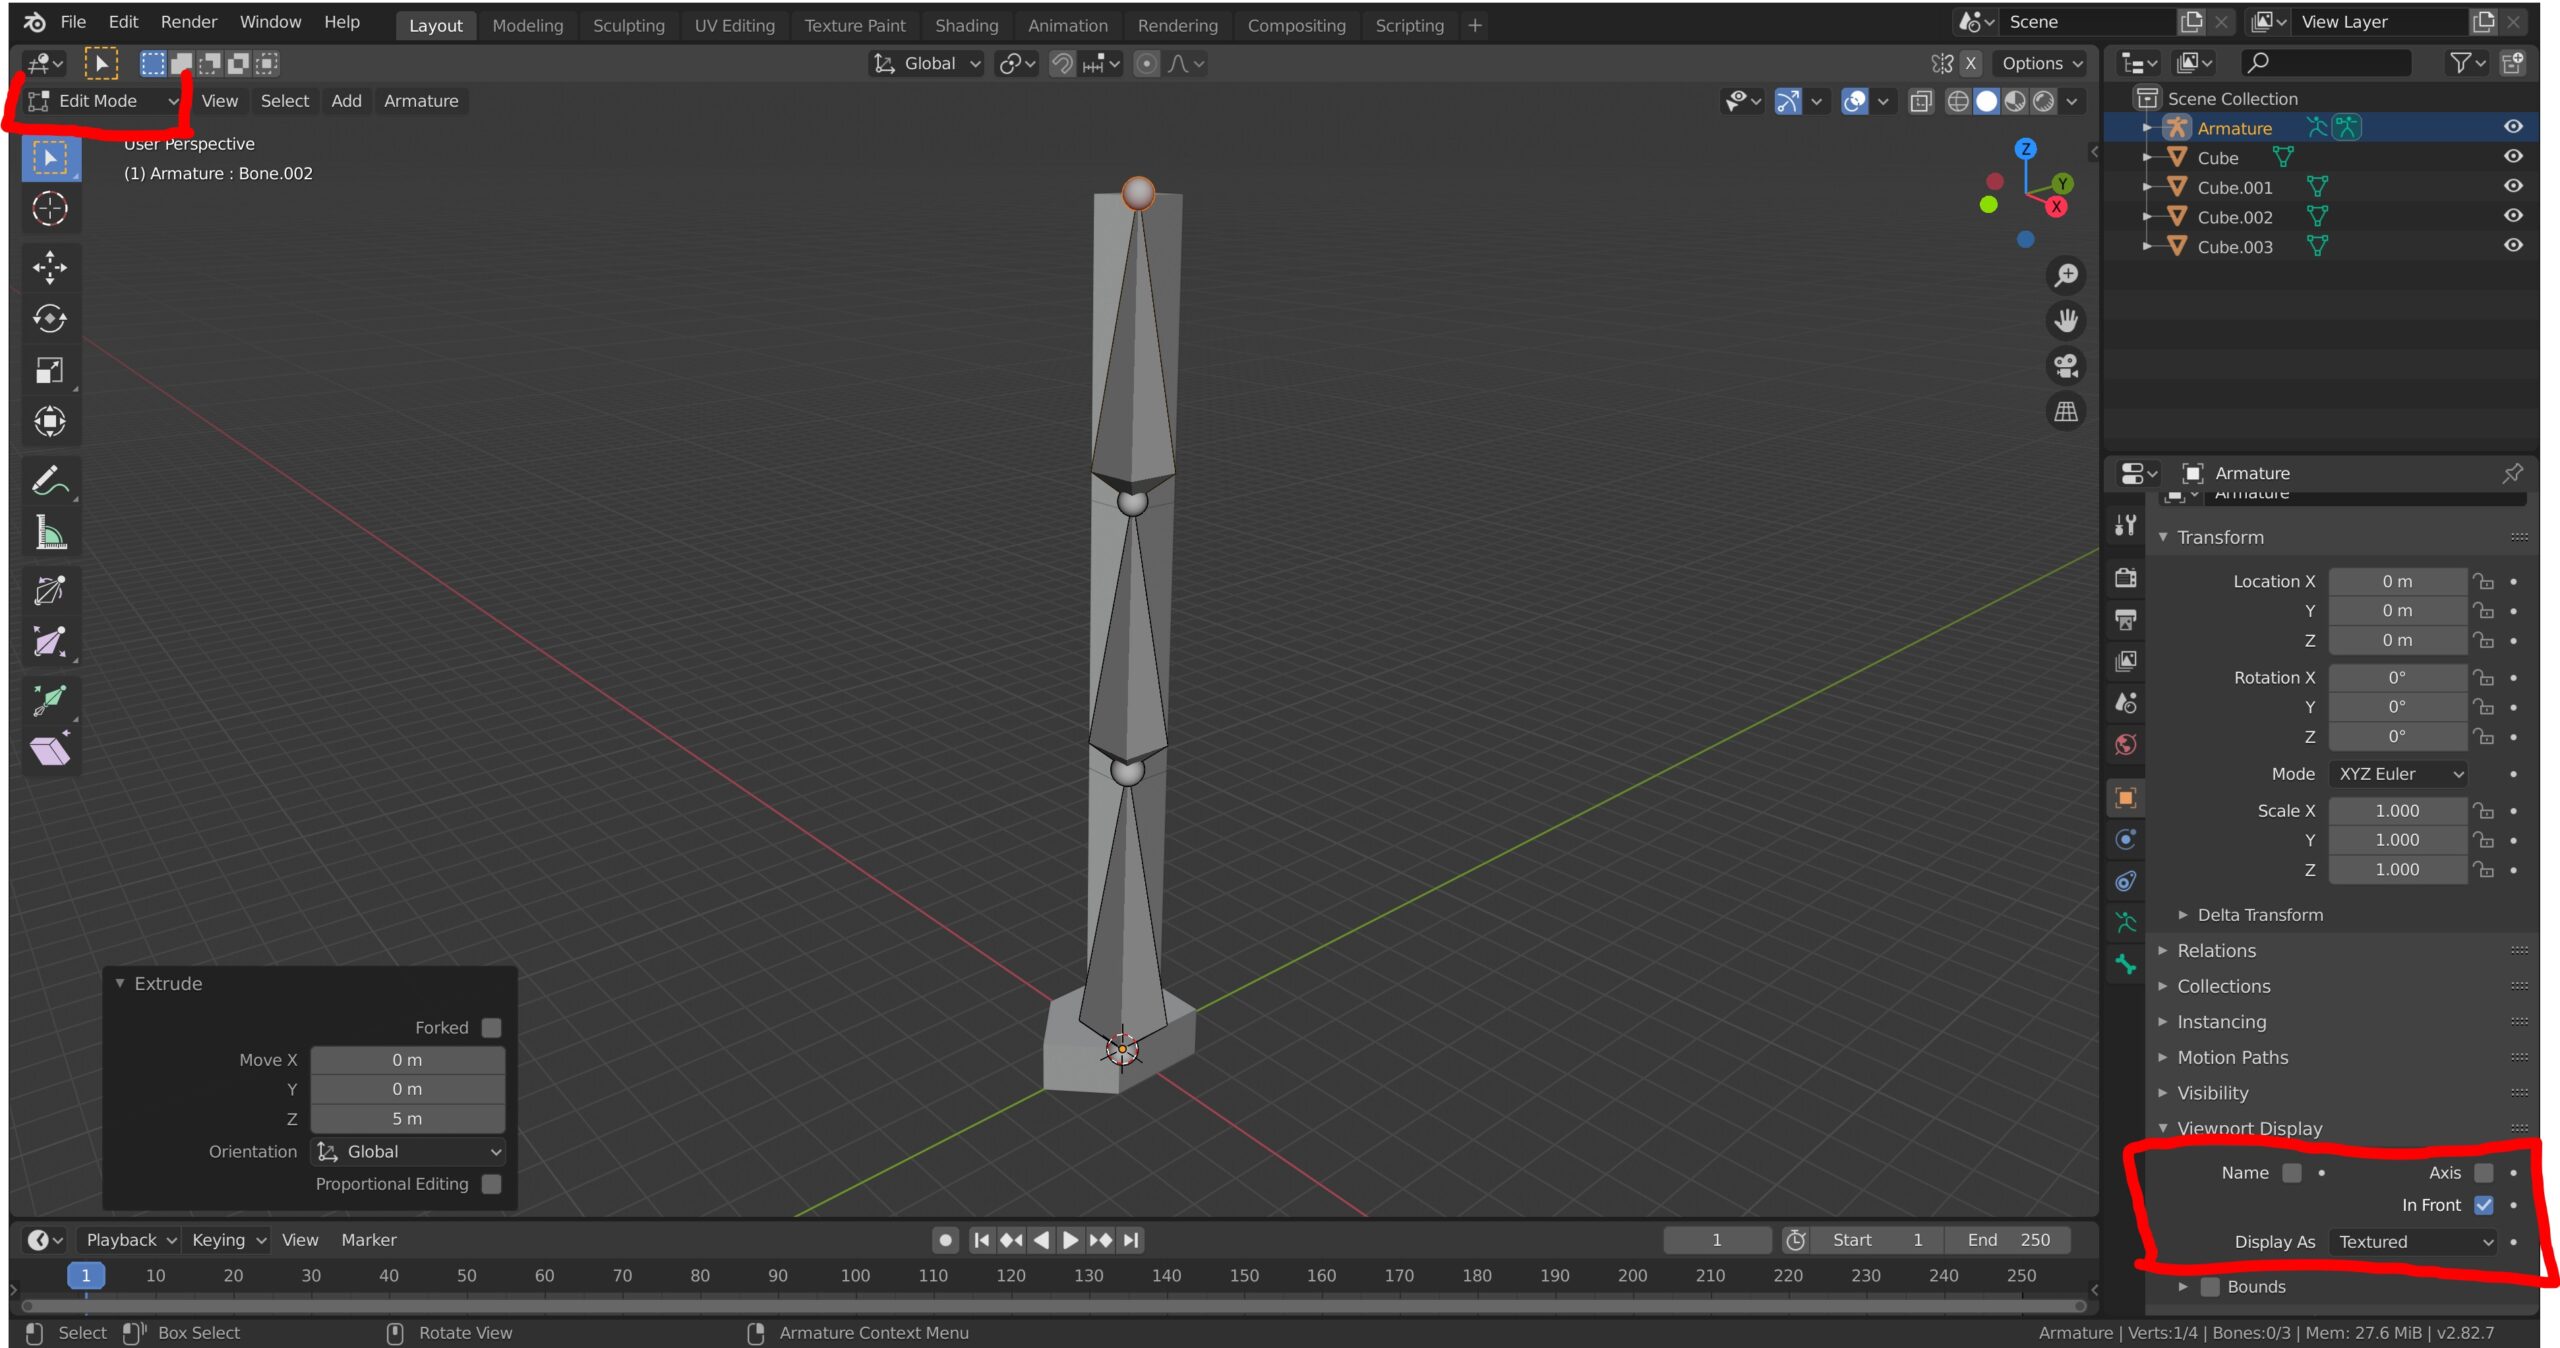 File Edit Render Window Help Layout Modeling Sculpting UV Editing Texture Paint Shading Animation Rendering Compositing Scripting + Scene View Layer
Global X Options
Edit Mode View Select Add Armature
User Perspective
(1) Armature : Bone.002
Z
Y
X
Scene Collection
Armature
Cube
Cube.001
Cube.002
Cube.003
Armature
Armature
Transform
Location X 0 m
Y 0 m
Z 0 m
Rotation X 0°
Y 0°
Z 0°
Mode XYZ Euler
Scale X 1.000
Y 1.000
Z 1.000
Delta Transform
Relations
Collections
Instancing
Motion Paths
Visibility
Viewport Display
Name Axis
In Front
Display As Textured
Bounds
Extrude
Forked
Move X 0 m
Y 0 m
Z 5 m
Orientation Global
Proportional Editing
Playback Keying View Marker 1 Start 1 End 250
1 10 20 30 40 50 60 70 80 90 100 110 120 130 140 150 160 170 180 190 200 210 220 230 240 250
Select Box Select Rotate View Armature Context Menu Armature | Verts:1/4 | Bones:0/3 | Mem: 27.6 MiB | v2.82.7